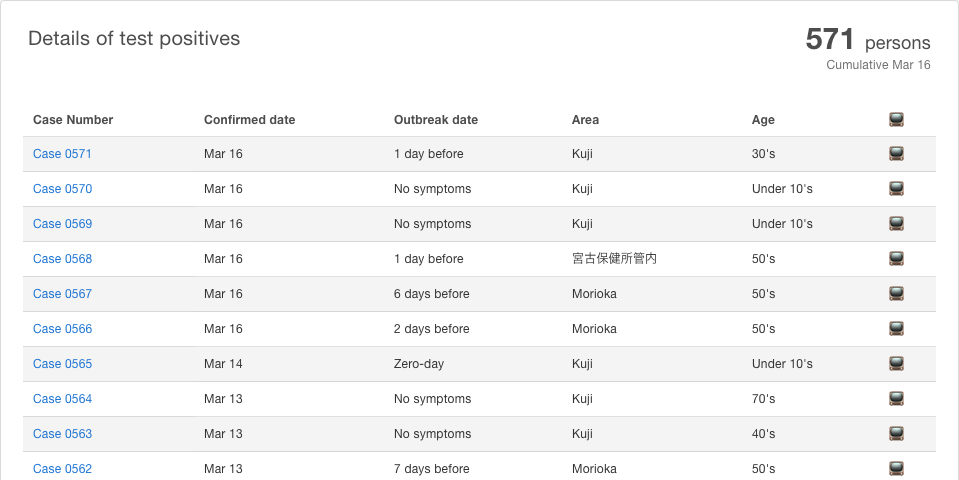 Details of test positives
571 persons
Cumulative Mar 16
Case Number Confirmed date Outbreak date Area Age
Case 0571 Mar 16 1 day before Kuji 30's
Case 0570 Mar 16 No symptoms Kuji Under 10's
Case 0569 Mar 16 No symptoms Kuji Under 10's
Case 0568 Mar 16 1 day before 宮古保健所管内 50's
Case 0567 Mar 16 6 days before Morioka 50's
Case 0566 Mar 16 2 days before Morioka 50's
Case 0565 Mar 14 Zero-day Kuji Under 10's
Case 0564 Mar 13 No symptoms Kuji 70's
Case 0563 Mar 13 No symptoms Kuji 40's
Case 0562 Mar 13 7 days before Morioka 50's